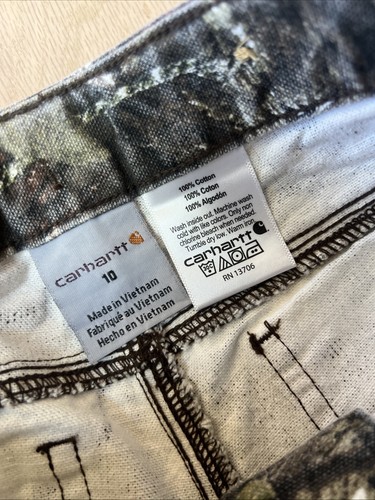 carhartt
10
Made in Vietnam
Fabriqué au Vietnam
Hecho en Vietnam
100% Cotton
100% Coton
100% Algodón
Wash inside out. Machine wash
cold with like colors. Only non
chlorine bleach when needed.
Tumble dry low. Warm iron
carhartt
RN 13706